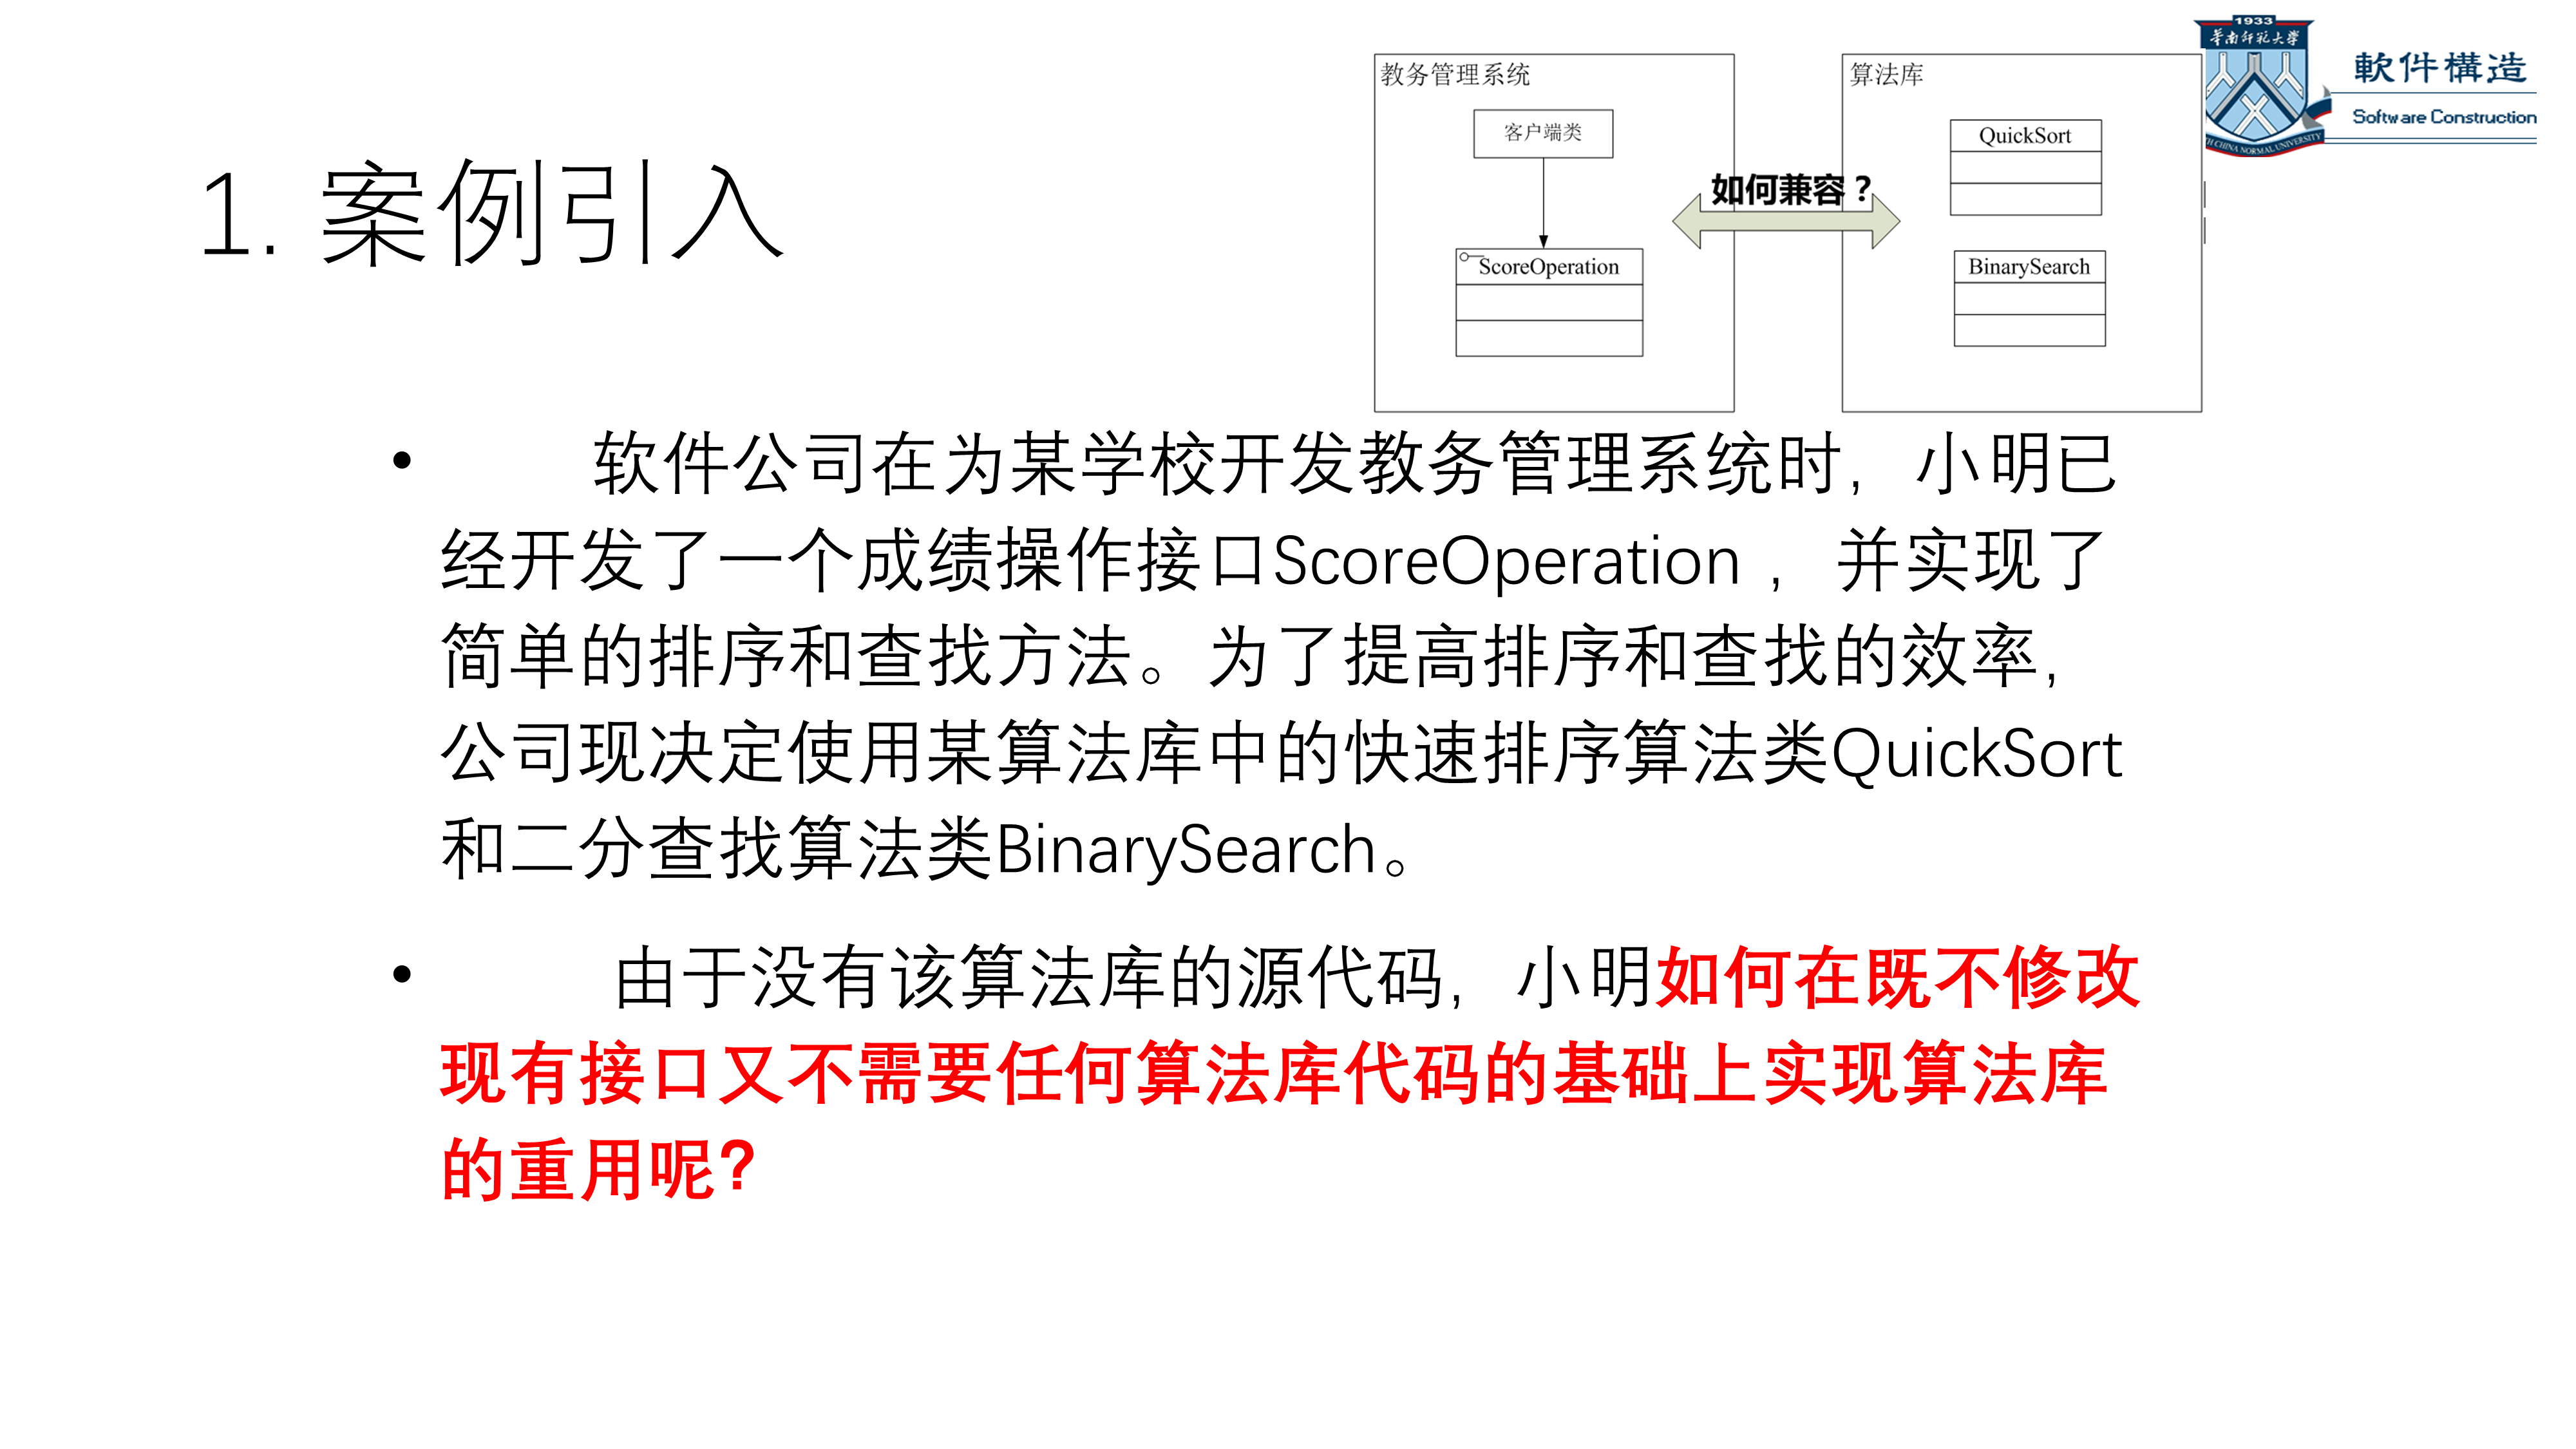 1933
華南師範大學
CHINA NORMAL UNIVERSITY
軟件構造
Software Construction
1. 案例引入
教务管理系统
客户端类
ScoreOperation
如何兼容？
算法库
QuickSort
BinarySearch
• 软件公司在为某学校开发教务管理系统时，小明已
经开发了一个成绩操作接口ScoreOperation ，并实现了
简单的排序和查找方法。为了提高排序和查找的效率，
公司现决定使用某算法库中的快速排序算法类QuickSort
和二分查找算法类BinarySearch。
• 由于没有该算法库的源代码，小明如何在既不修改
现有接口又不需要任何算法库代码的基础上实现算法库
的重用呢？